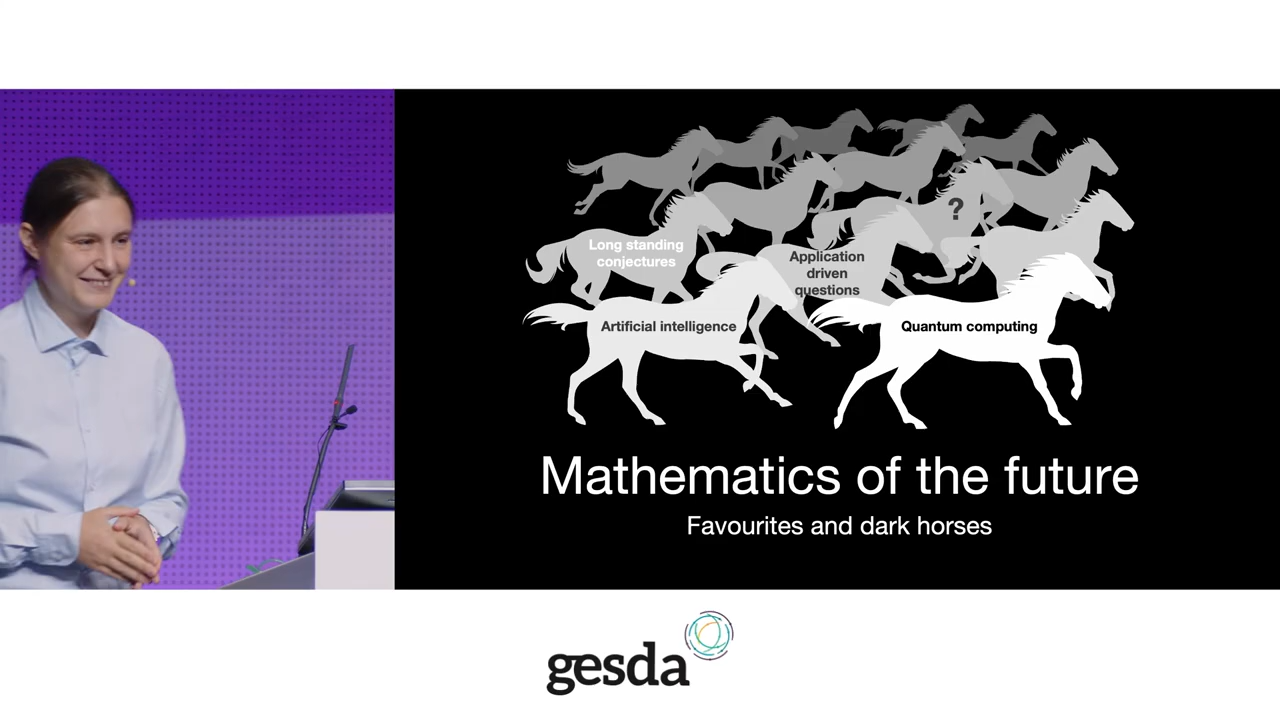 ?
Long standing
conjectures
Application
driven
questions
Artificial intelligence
Quantum computing
Mathematics of the future
Favourites and dark horses
gesda